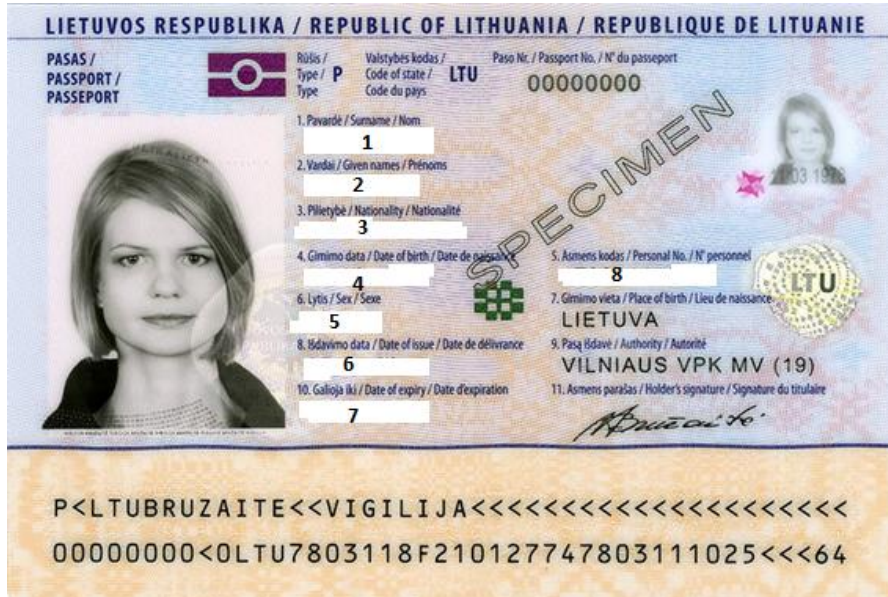 LIETUVOS RESPUBLIKA / REPUBLIC OF LITHUANIA / REPUBLIQUE DE LITUANIE
PASAS /
PASSPORT /
PASSEPORT
Rūšis /
Type / P
Type
Valstybės kodas /
Code of state / LTU
Code du pays
Paso Nr. / Passport No. / N° du passeport
00000000
1. Pavardė / Surname / Nom
1
2. Vardai / Given names / Prénoms
2
3. Pilietybė / Nationality / Nationalité
3
4. Gimimo data / Date of birth / Date de naissance
4
5. Asmens kodas / Personal No. / N° personnel
8
6. Lytis / Sex / Sexe
5
7. Gimimo vieta / Place of birth / Lieu de naissance
LIETUVA
8. Išdavimo data / Date of issue / Date de délivrance
6
9. Pasą išdavė / Authority / Autorité
VILNIAUS VPK MV (19)
10. Galioja iki / Date of expiry / Date d'expiration
7
11. Asmens parašas / Holder's signature / Signature du titulaire
SPECIMEN
LTU
P<LTUBRUZAITE<<VIGILIJA<<<<<<<<<<<<<<<<<<<<<
00000000<0LTU7803118F210127747803111025<<<64